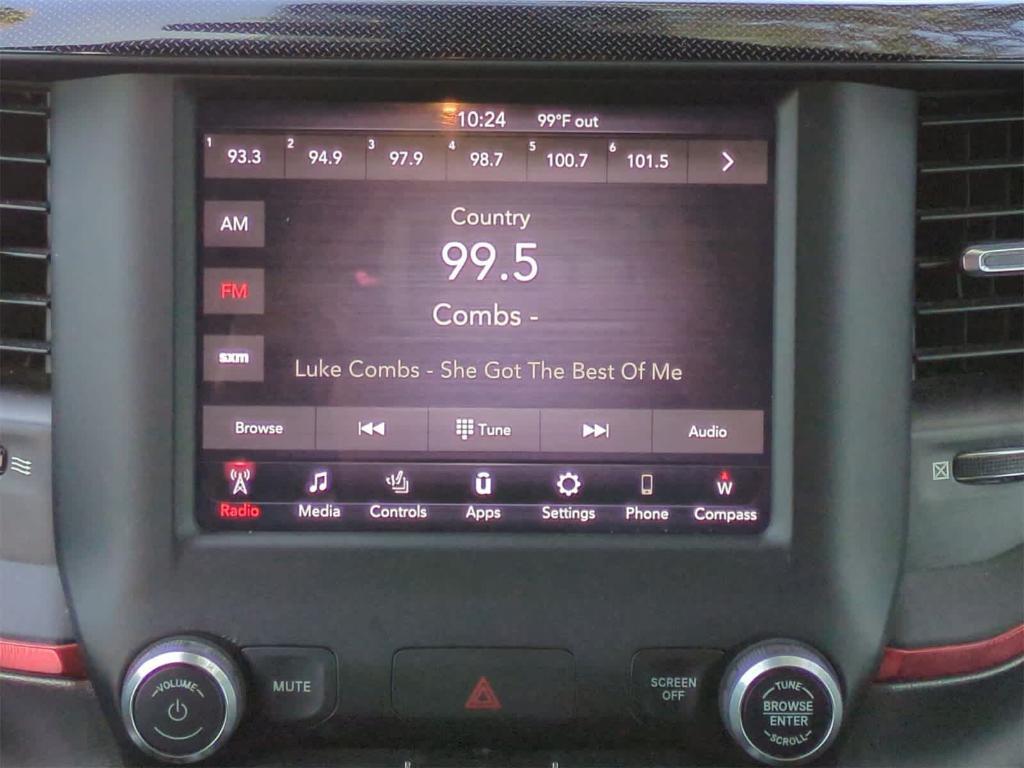 10:24 99°F out
1 93.3 2 94.9 3 97.9 4 98.7 5 100.7 6 101.5
AM
Country
99.5
FM
Combs -
sxm
Luke Combs - She Got The Best Of Me
Browse Tune Audio
W
Radio Media Controls Apps Settings Phone Compass
VOLUME
MUTE
SCREEN
OFF
TUNE
BROWSE
ENTER
SCROLL